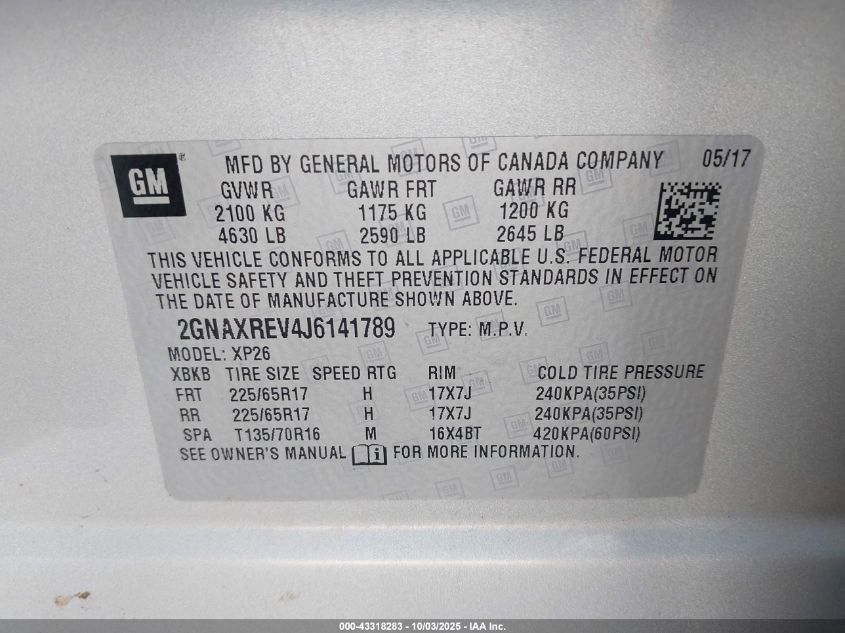 GM
MFD BY GENERAL MOTORS OF CANADA COMPANY 05/17
GVWR GAWR FRT GAWR RR
2100 KG 1175 KG 1200 KG
4630 LB 2590 LB 2645 LB
THIS VEHICLE CONFORMS TO ALL APPLICABLE U.S. FEDERAL MOTOR
VEHICLE SAFETY AND THEFT PREVENTION STANDARDS IN EFFECT ON
THE DATE OF MANUFACTURE SHOWN ABOVE.
2GNAXREV4J6141789 TYPE: M.P.V.
MODEL: XP26
XBKB TIRE SIZE SPEED RTG RIM COLD TIRE PRESSURE
FRT 225/65R17 H 17X7J 240KPA(35PSI)
RR 225/65R17 H 17X7J 240KPA(35PSI)
SPA T135/70R16 M 16X4BT 420KPA(60PSI)
SEE OWNER'S MANUAL FOR MORE INFORMATION.
000-43318283 - 10/03/2025 - IAA Inc.